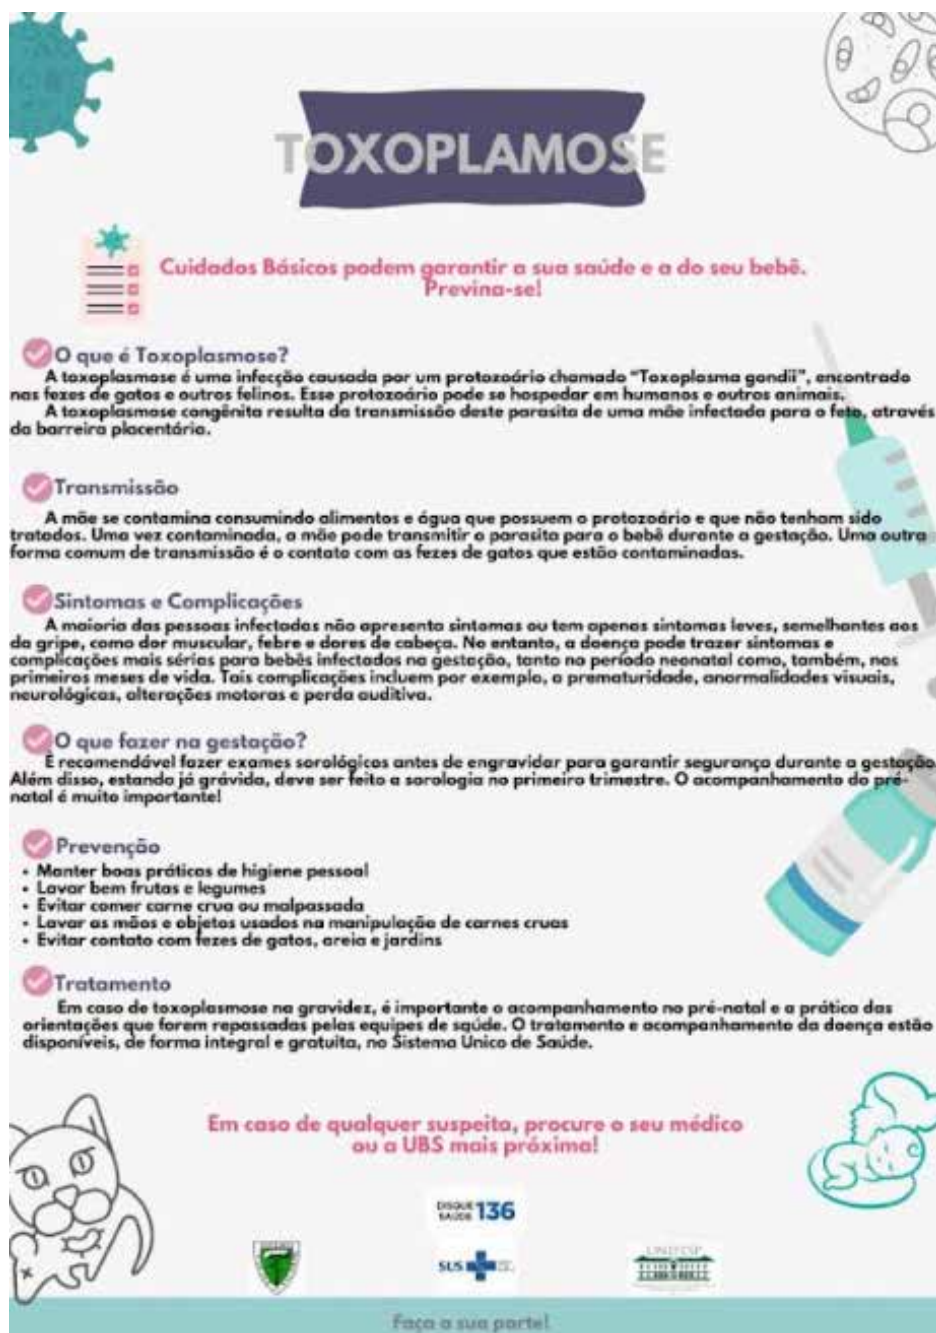 TOXOPLAMOSE
Cuidados Básicos podem garantir a sua saúde e a do seu bebê.
Previna-se!
O que é Toxoplasmose?
A toxoplasmose é uma infecção causada por um protozoário chamado "Toxoplasma gondii", encontrado
nas fezes de gatos e outros felinos. Esse protozoário pode se hospedar em humanos e outros animais.
A toxoplasmose congênita resulta da transmissão deste parasita de uma mãe infectada para o feto, através
da barreira placentária.
Transmissão
A mãe se contamina consumindo alimentos e água que possuem o protozoário e que não tenham sido
tratados. Uma vez contaminada, a mãe pode transmitir o parasita para o bebê durante a gestação. Uma outra
forma comum de transmissão é o contato com as fezes de gatos que estão contaminadas.
Sintomas e Complicações
A maioria das pessoas infectadas não apresenta sintomas ou tem apenas sintomas leves, semelhantes aos
da gripe, como dor muscular, febre e dores de cabeça. No entanto, a doença pode trazer sintomas e
complicações mais sérias para bebês infectados na gestação, tanto no período neonatal como, também, nos
primeiros meses de vida. Tais complicações incluem por exemplo, a prematuridade, anormalidades visuais,
neurológicas, alterações motoras e perda auditiva.
O que fazer na gestação?
É recomendável fazer exames sorológicos antes de engravidar para garantir segurança durante a gestação.
Além disso, estando já grávida, deve ser feito a sorologia no primeiro trimestre. O acompanhamento do pré-
natal é muito importante!
Prevenção
• Manter boas práticas de higiene pessoal
• Lavar bem frutas e legumes
• Evitar comer carne crua ou malpassada
• Lavar as mãos e objetos usados na manipulação de carnes cruas
• Evitar contato com fezes de gatos, areia e jardins
Tratamento
Em caso de toxoplasmose na gravidez, é importante o acompanhamento no pré-natal e a prática das
orientações que forem repassadas pelas equipes de saúde. O tratamento e acompanhamento da doença estão
disponíveis, de forma integral e gratuita, no Sistema Único de Saúde.
Em caso de qualquer suspeita, procure o seu médico
ou a UBS mais próxima!
DISQUE
SAÚDE 136
SUS
UNIFESP
Faça a sua parte!